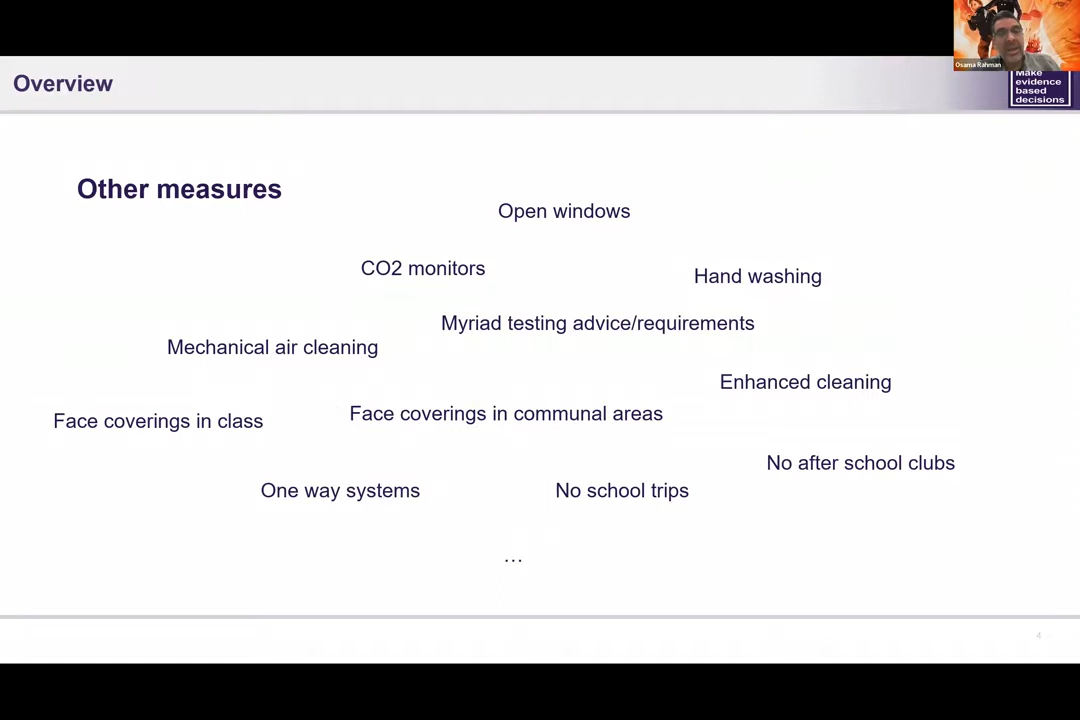 Osama Rahman
Overview
Make
evidence
based
decisions
Other measures
Open windows
CO2 monitors
Hand washing
Myriad testing advice/requirements
Mechanical air cleaning
Enhanced cleaning
Face coverings in class
Face coverings in communal areas
No after school clubs
One way systems
No school trips
…
4